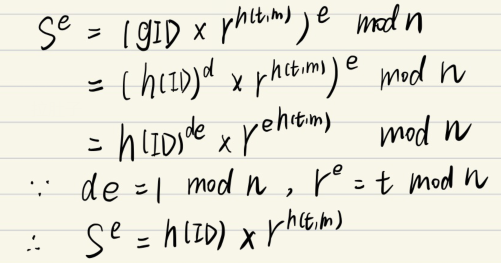 S^e = (gID × r^{h(t,m)})^e mod n
= (h(ID)^d × r^{h(t,m)})^e mod n
= h(ID)^{de} × r^{eh(t,m)} mod n
∵ de = 1 mod n, r^e = t mod n
∴ S^e = h(ID) × r^{h(t,m)}